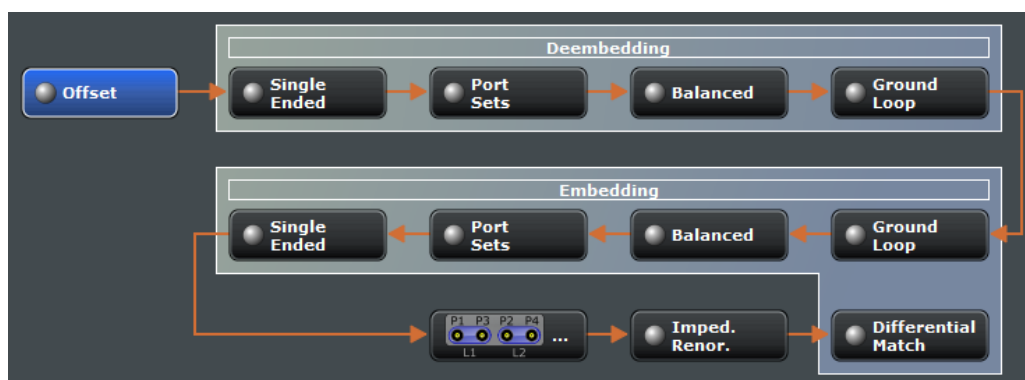 Deembedding
Offset
Single
Ended
Port
Sets
Balanced
Ground
Loop
Embedding
Single
Ended
Port
Sets
Balanced
Ground
Loop
P1 P3 P2 P4
...
L1 L2
Imped.
Renor.
Differential
Match